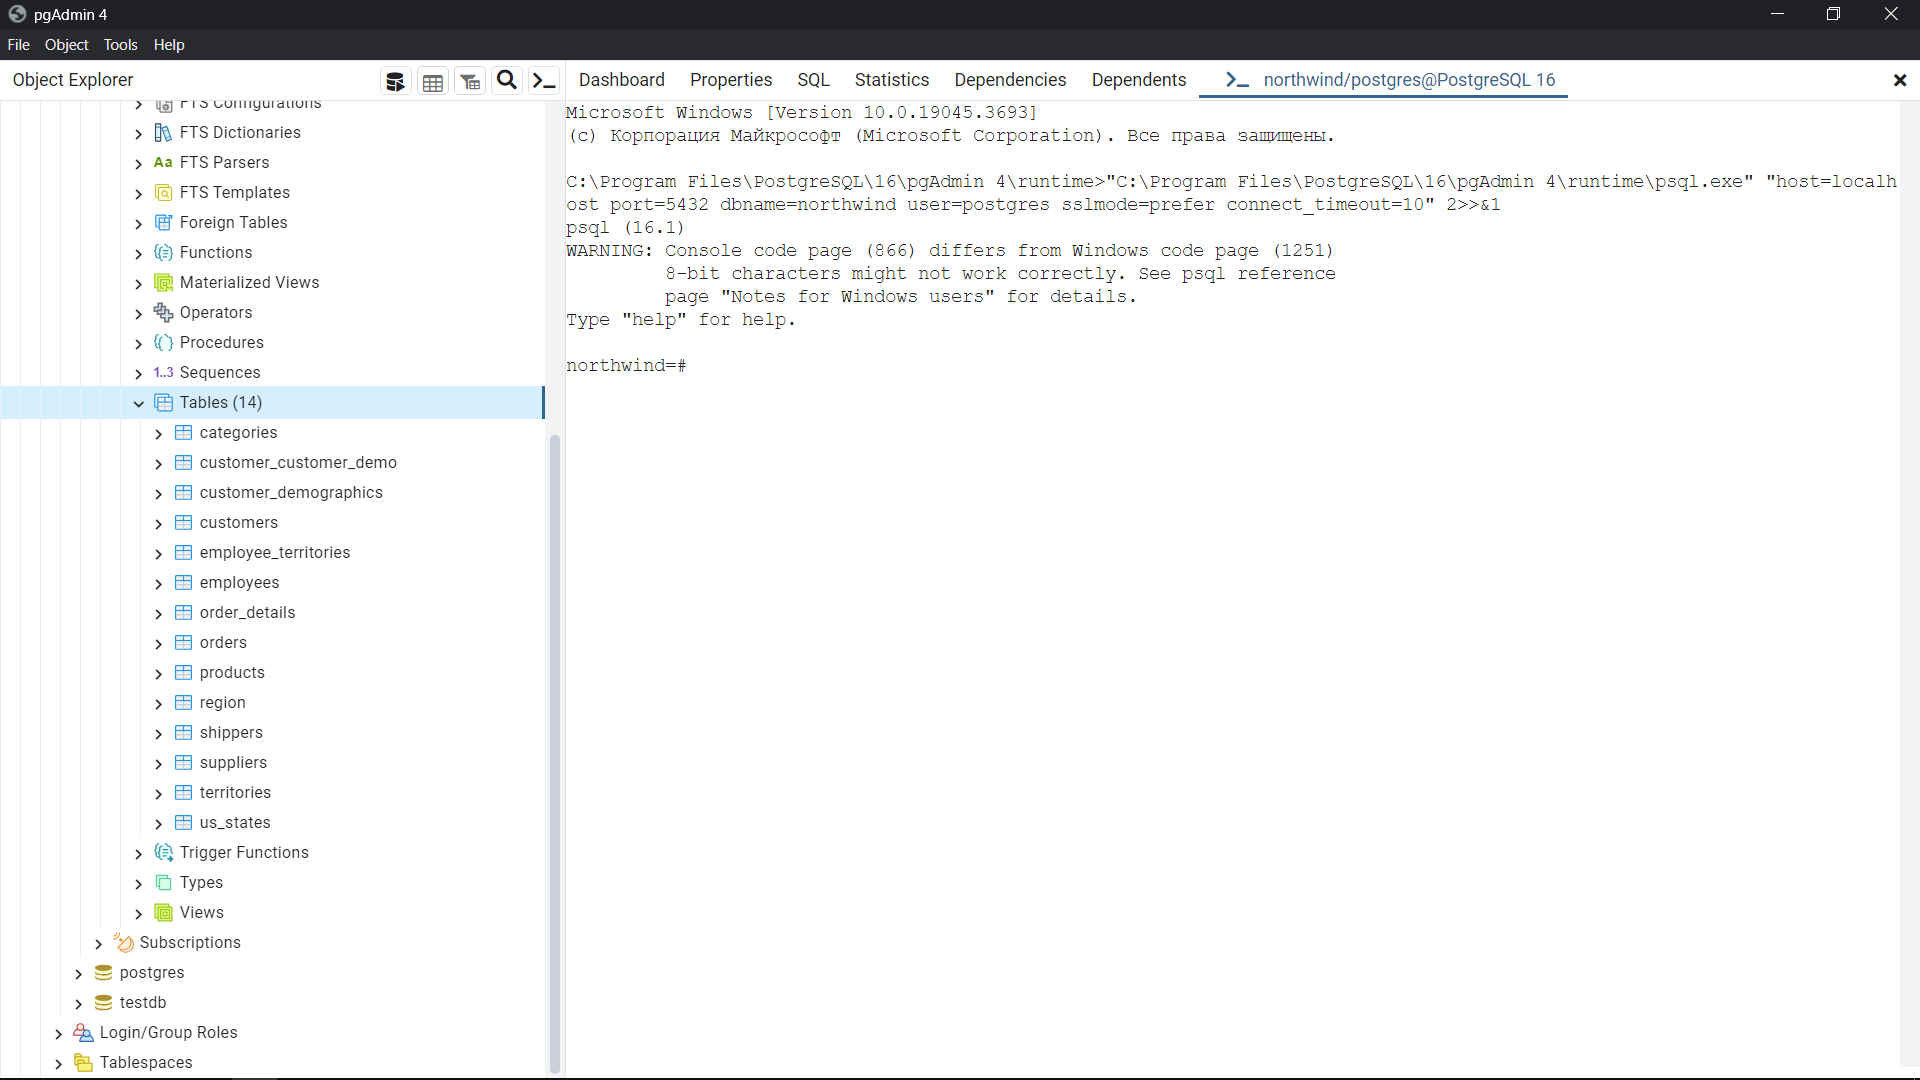 pgAdmin 4
File Object Tools Help
Object Explorer
Dashboard Properties SQL Statistics Dependencies Dependents northwind/postgres@PostgreSQL 16
FTS Configurations
FTS Dictionaries
Aa FTS Parsers
FTS Templates
Foreign Tables
Functions
Materialized Views
Operators
Procedures
1..3 Sequences
Tables (14)
categories
customer_customer_demo
customer_demographics
customers
employee_territories
employees
order_details
orders
products
region
shippers
suppliers
territories
us_states
Trigger Functions
Types
Views
Subscriptions
postgres
testdb
Login/Group Roles
Tablespaces
Microsoft Windows [Version 10.0.19045.3693]
(c) Корпорация Майкрософт (Microsoft Corporation). Все права защищены.
C:\Program Files\PostgreSQL\16\pgAdmin 4\runtime>"C:\Program Files\PostgreSQL\16\pgAdmin 4\runtime\psql.exe" "host=localh
ost port=5432 dbname=northwind user=postgres sslmode=prefer connect_timeout=10" 2>>&1
psql (16.1)
WARNING: Console code page (866) differs from Windows code page (1251)
8-bit characters might not work correctly. See psql reference
page "Notes for Windows users" for details.
Type "help" for help.
northwind=#